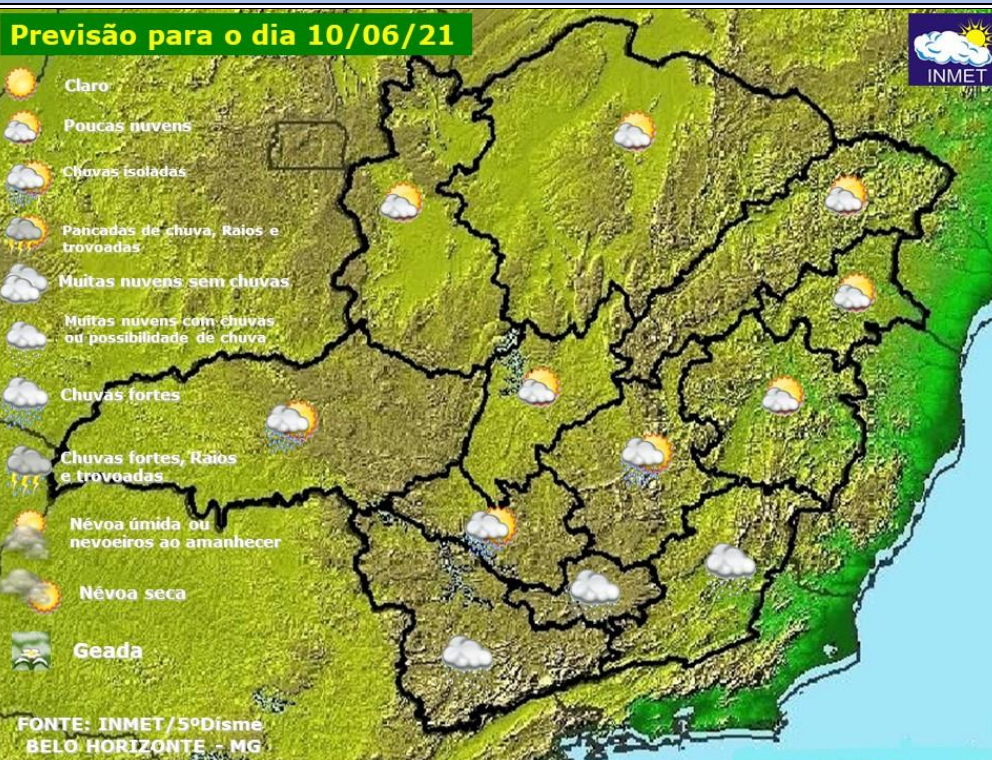 Previsão para o dia 10/06/21
INMET
Claro
Poucas nuvens
Chuvas isoladas
Pancadas de chuva, Raios e
trovoadas
Muitas nuvens sem chuvas
Muitas nuvens com chuvas
ou possibilidade de chuva
Chuvas fortes
Chuvas fortes, Raios
e trovoadas
Névoa úmida ou
nevoeiros ao amanhecer
Névoa seca
Geada
FONTE: INMET/5ºDisme
BELO HORIZONTE - MG